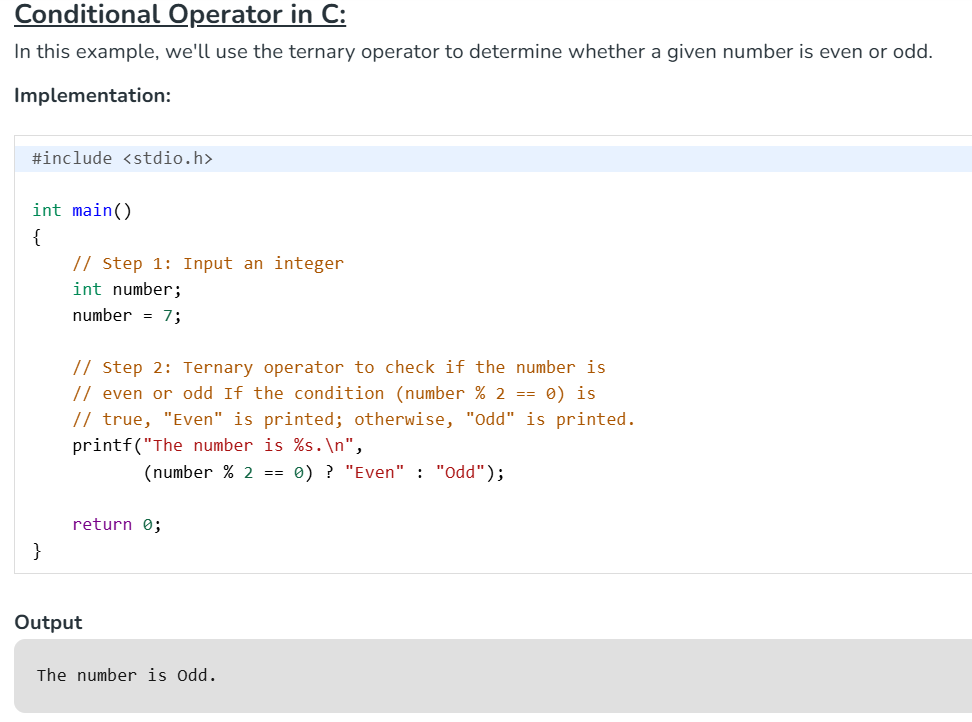 Conditional Operator in C:
In this example, we'll use the ternary operator to determine whether a given number is even or odd.
Implementation:
#include <stdio.h>
int main()
{
    // Step 1: Input an integer
    int number;
    number = 7;
    // Step 2: Ternary operator to check if the number is
    // even or odd If the condition (number % 2 == 0) is
    // true, "Even" is printed; otherwise, "Odd" is printed.
    printf("The number is %s.\n",
           (number % 2 == 0) ? "Even" : "Odd");
    return 0;
}
Output
The number is Odd.